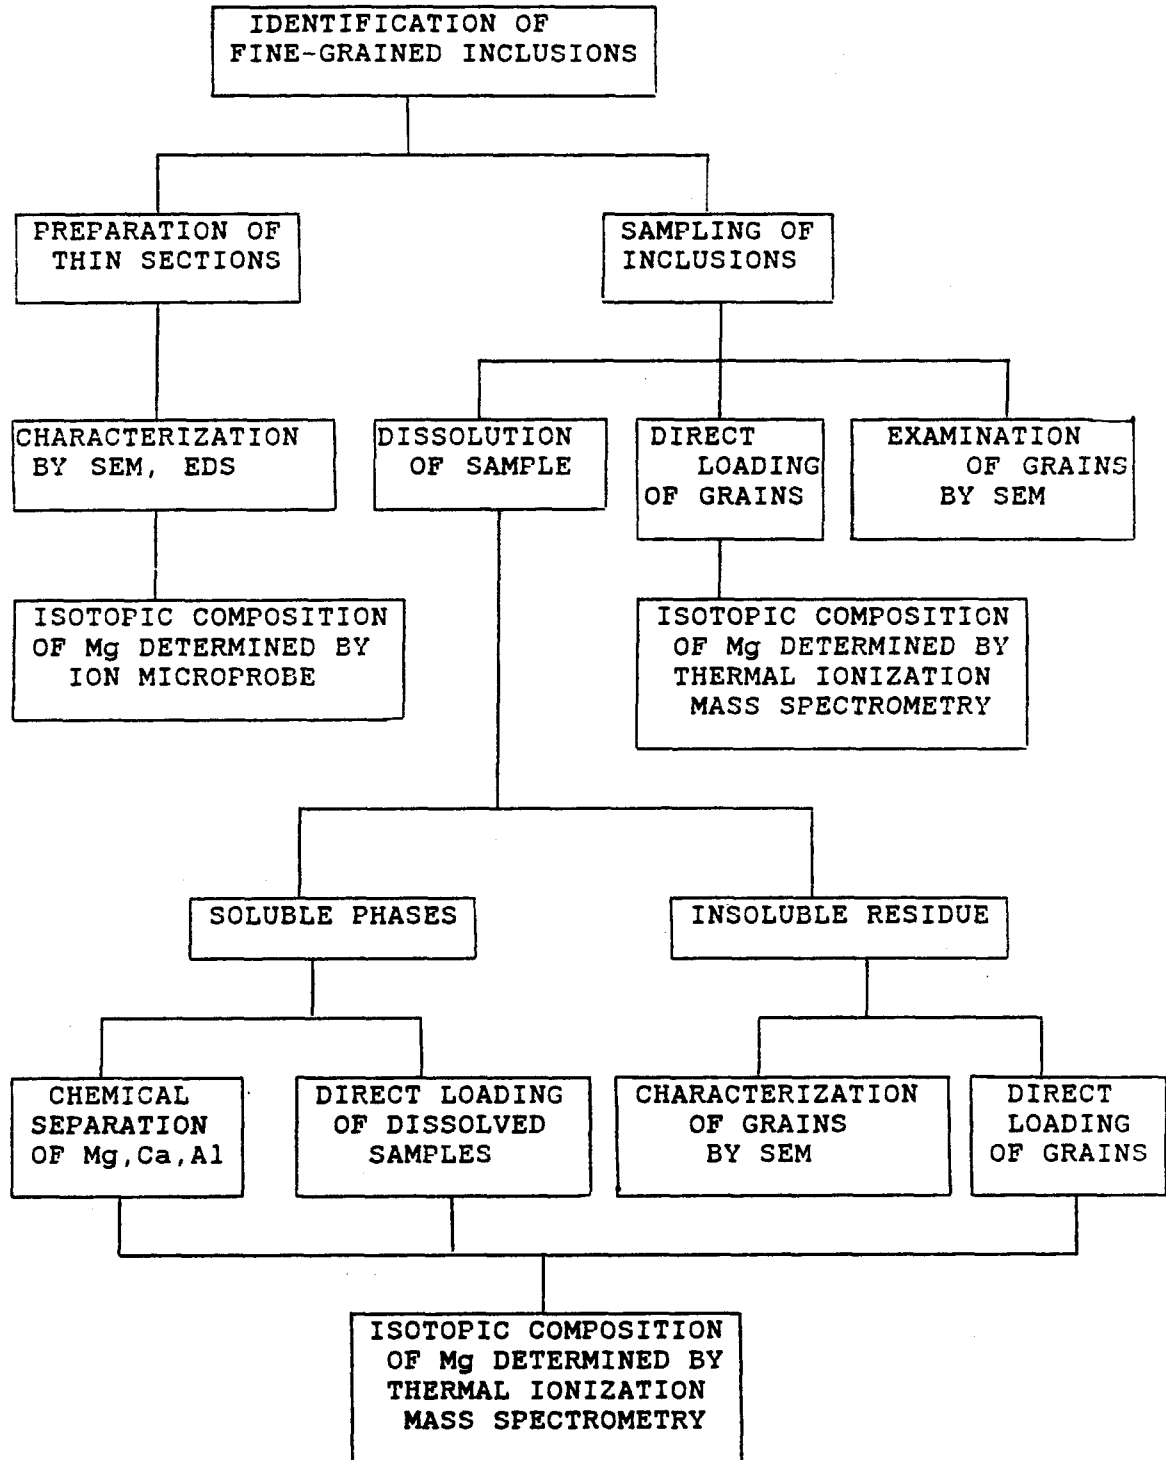 IDENTIFICATION OF
FINE-GRAINED INCLUSIONS
PREPARATION OF
THIN SECTIONS
SAMPLING OF
INCLUSIONS
CHARACTERIZATION
BY SEM, EDS
DISSOLUTION
OF SAMPLE
DIRECT
LOADING
OF GRAINS
EXAMINATION
OF GRAINS
BY SEM
ISOTOPIC COMPOSITION
OF Mg DETERMINED BY
ION MICROPROBE
ISOTOPIC COMPOSITION
OF Mg DETERMINED BY
THERMAL IONIZATION
MASS SPECTROMETRY
SOLUBLE PHASES
INSOLUBLE RESIDUE
CHEMICAL
SEPARATION
OF Mg,Ca,Al
DIRECT LOADING
OF DISSOLVED
SAMPLES
CHARACTERIZATION
OF GRAINS
BY SEM
DIRECT
LOADING
OF GRAINS
ISOTOPIC COMPOSITION
OF Mg DETERMINED BY
THERMAL IONIZATION
MASS SPECTROMETRY